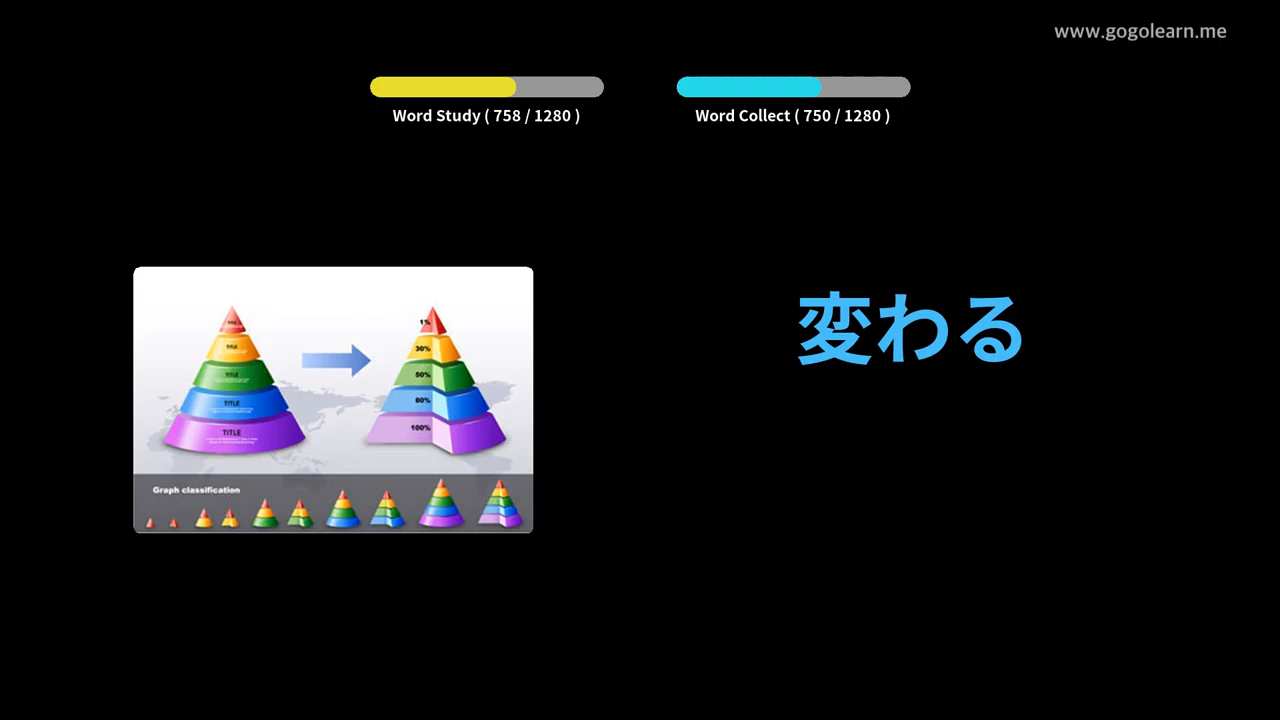 www.gogolearn.me
Word Study ( 758 / 1280 )
Word Collect ( 750 / 1280 )
変わる
TITLE
TITLE
TITLE
TITLE
1%
30%
50%
80%
100%
Graph classification